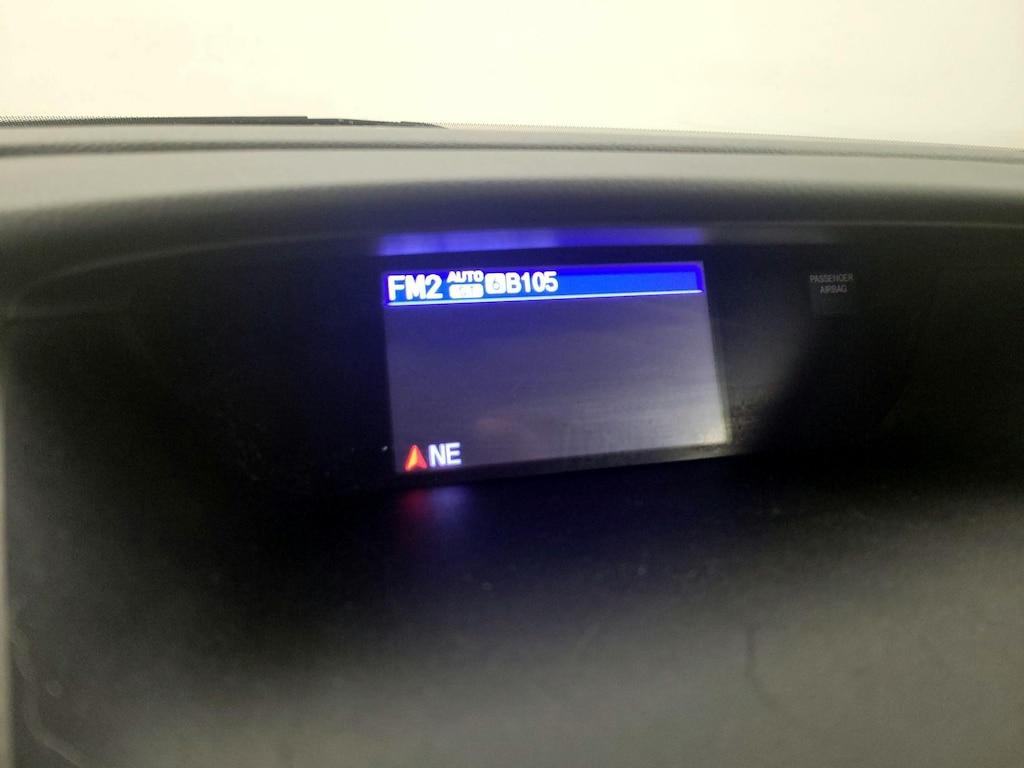 FM2 AUTO B105
PASSENGER
AIRBAG
NE